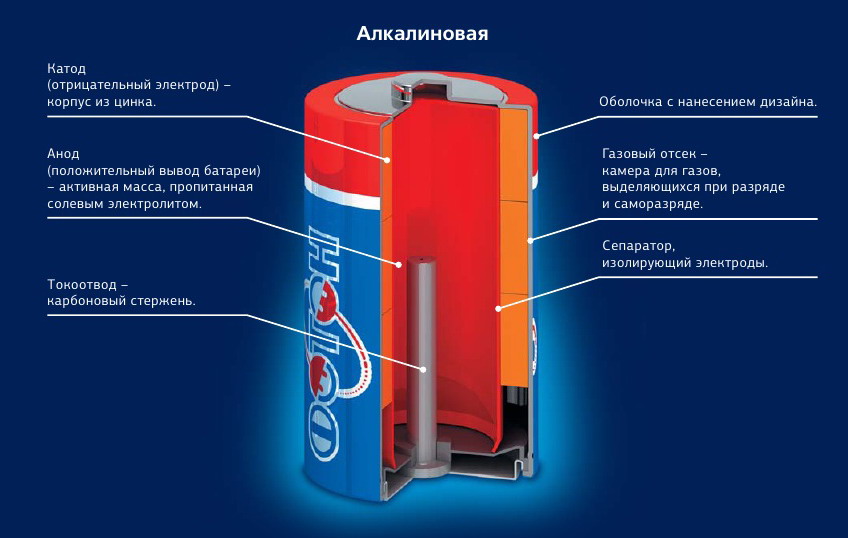 Алкалиновая
Катод
(отрицательный электрод) –
корпус из цинка.
Анод
(положительный вывод батареи)
– активная масса, пропитанная
солевым электролитом.
Токоотвод –
карбоновый стержень.
Оболочка с нанесением дизайна.
Газовый отсек –
камера для газов,
выделяющихся при разряде
и саморазряде.
Сепаратор,
изолирующий электроды.